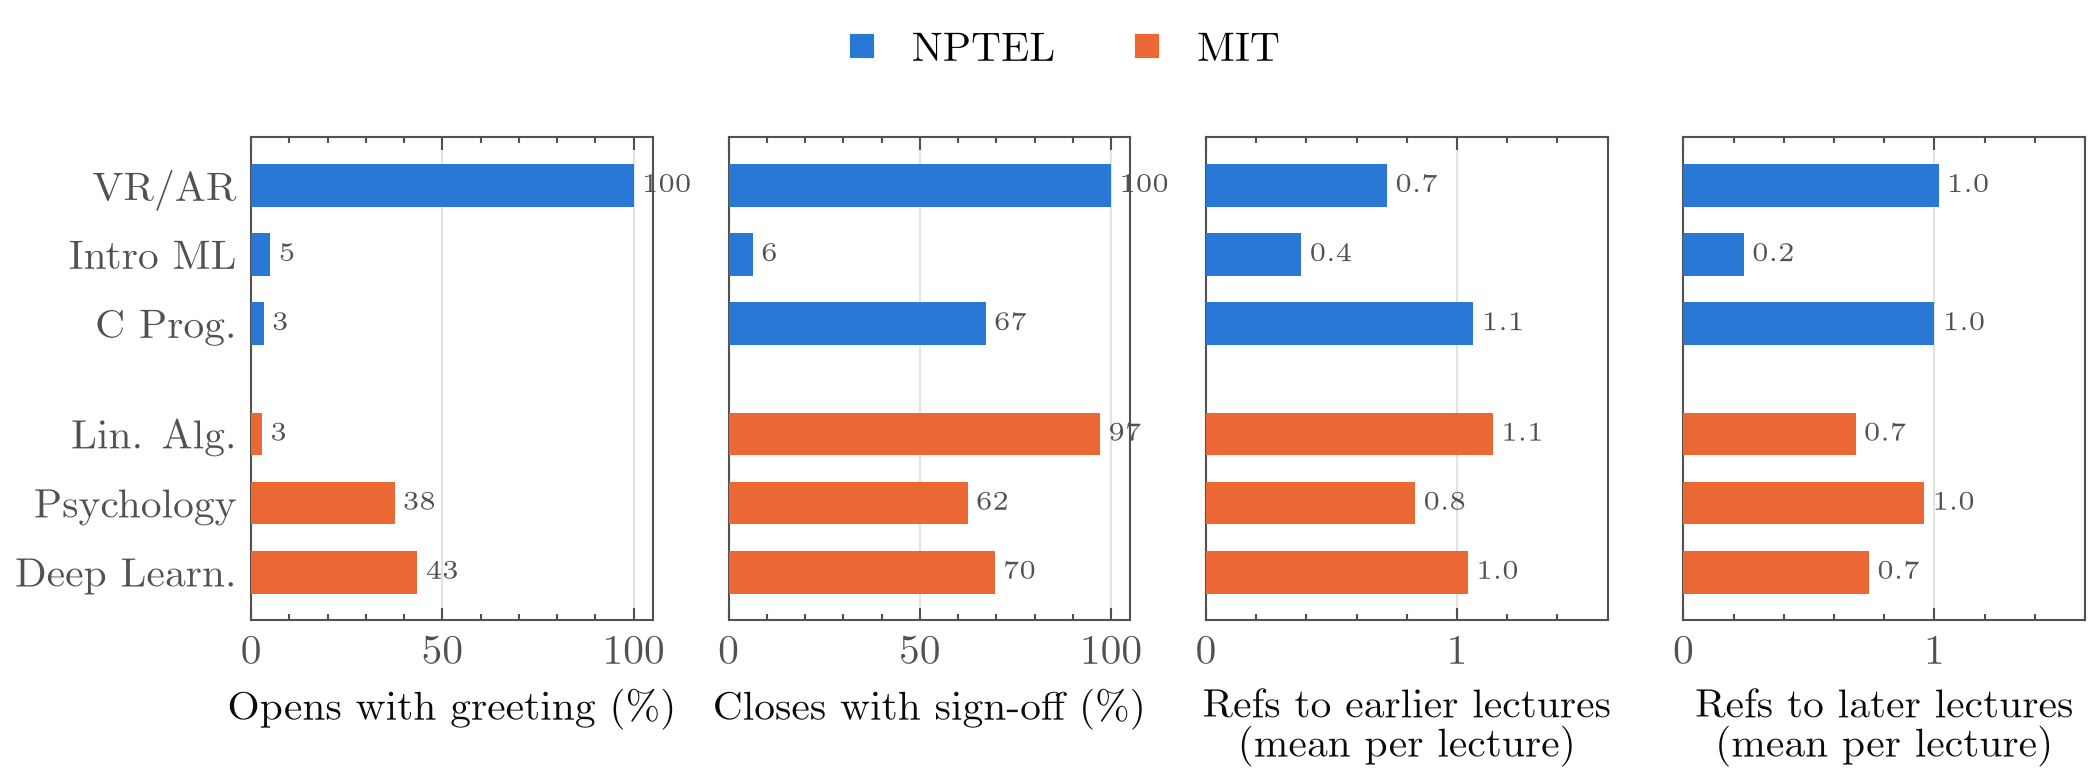 NPTEL MIT
VR/AR 100 100 0.7 1.0
Intro ML 5 6 0.4 0.2
C Prog. 3 67 1.1 1.0
Lin. Alg. 3 97 1.1 0.7
Psychology 38 62 0.8 1.0
Deep Learn. 43 70 1.0 0.7
0 50 100 0 50 100 0 1 0 1
Opens with greeting (%) Closes with sign-off (%) Refs to earlier lectures Refs to later lectures
(mean per lecture) (mean per lecture)